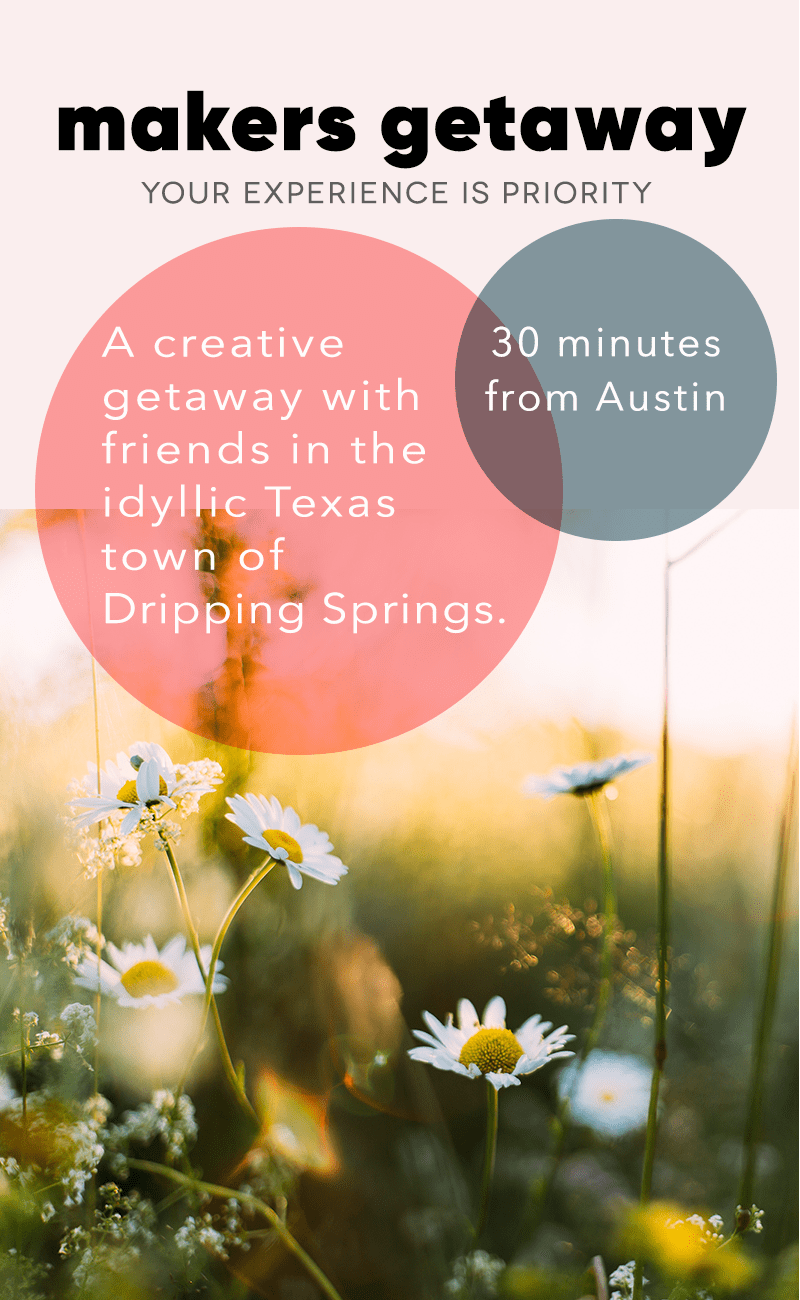 makers getaway
YOUR EXPERIENCE IS PRIORITY
A creative
getaway with
friends in the
idyllic Texas
town of
Dripping Springs.
30 minutes
from Austin